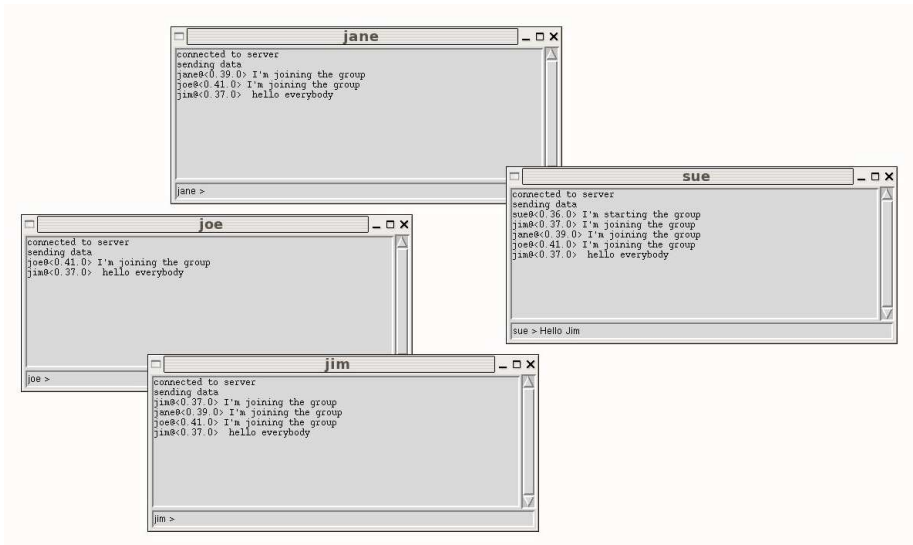 jane
connected to server
sending data
jane@<0.39.0> I'm joining the group
joe@<0.41.0> I'm joining the group
jim@<0.37.0>  hello everybody
jane >
sue
connected to server
sending data
sue@<0.36.0> I'm starting the group
jim@<0.37.0> I'm joining the group
jane@<0.39.0> I'm joining the group
joe@<0.41.0> I'm joining the group
jim@<0.37.0>  hello everybody
sue > Hello Jim
joe
connected to server
sending data
joe@<0.41.0> I'm joining the group
jim@<0.37.0>  hello everybody
joe >
jim
connected to server
sending data
jim@<0.37.0> I'm joining the group
jane@<0.39.0> I'm joining the group
joe@<0.41.0> I'm joining the group
jim@<0.37.0>  hello everybody
jim >